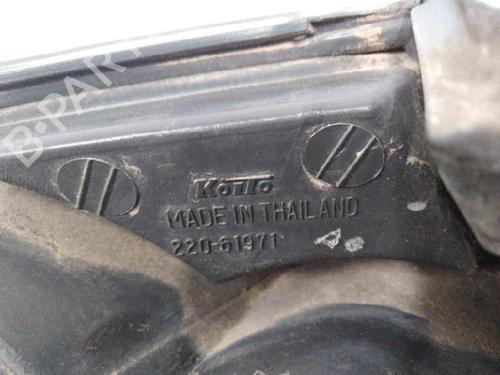 B-PARTS
KOITO
MADE IN THAILAND
220-61971